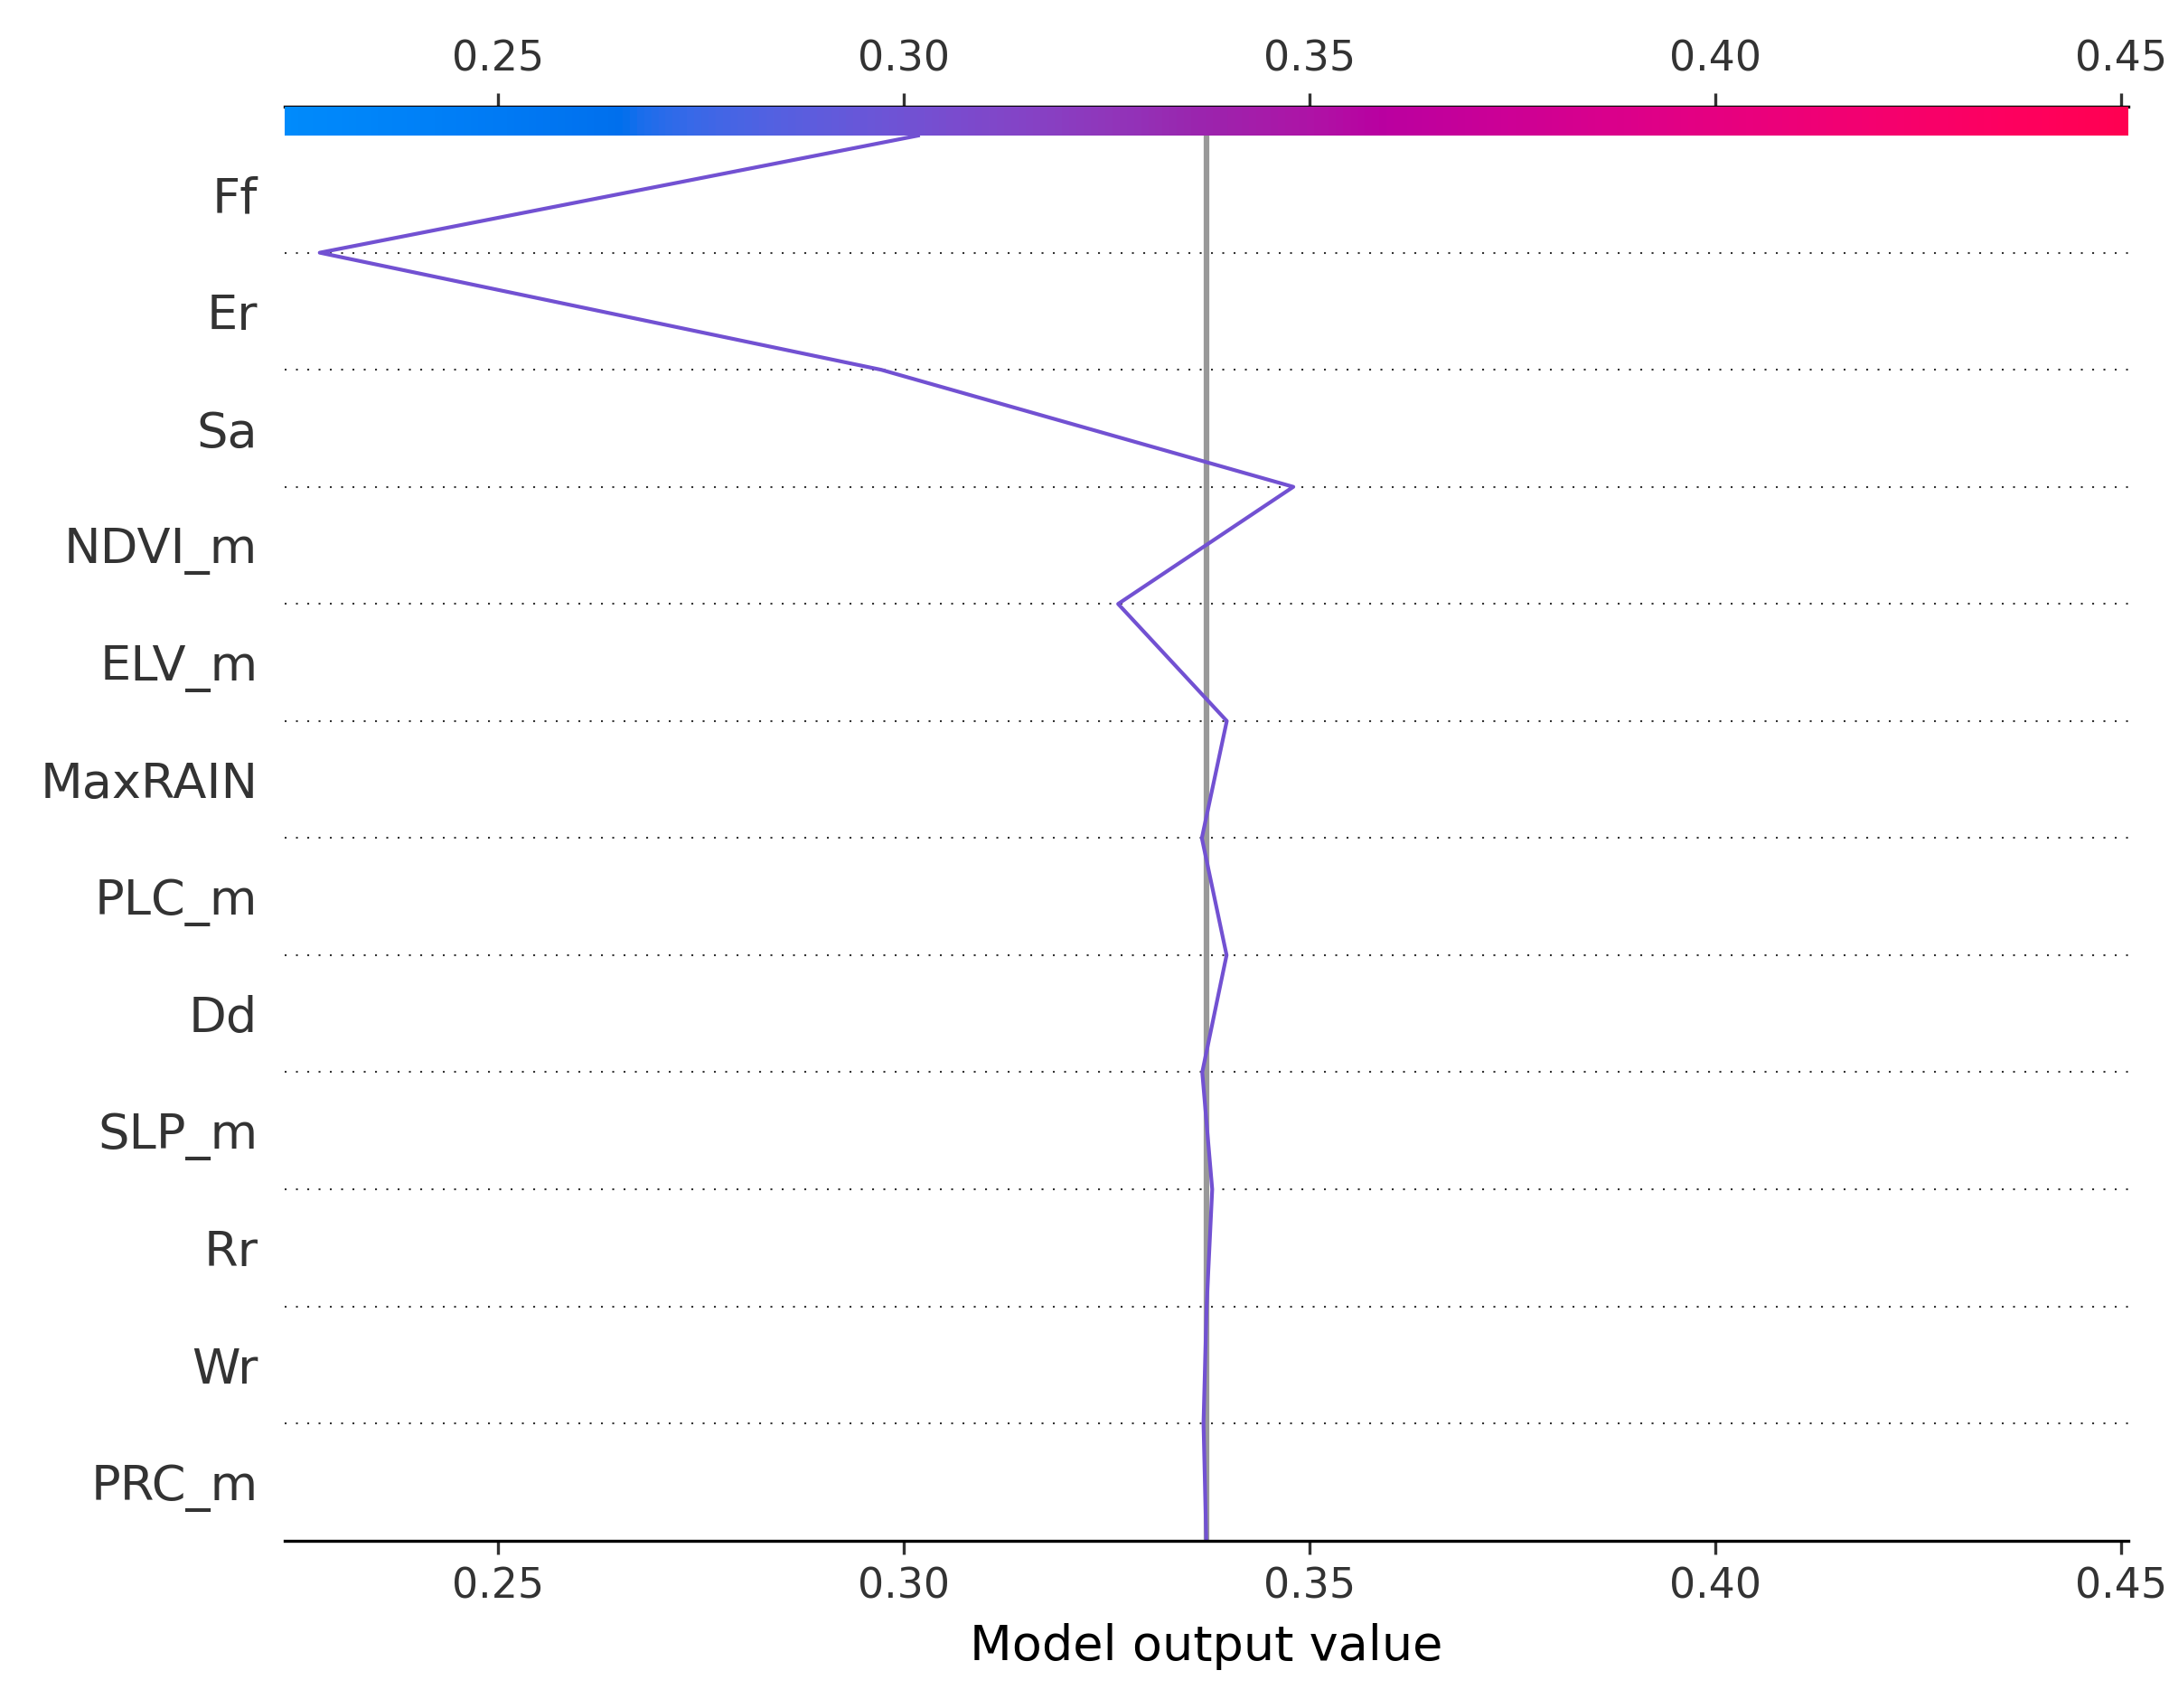 0.25 0.30 0.35 0.40 0.45
Ff
Er
Sa
NDVI_m
ELV_m
MaxRAIN
PLC_m
Dd
SLP_m
Rr
Wr
PRC_m
0.25 0.30 0.35 0.40 0.45
Model output value